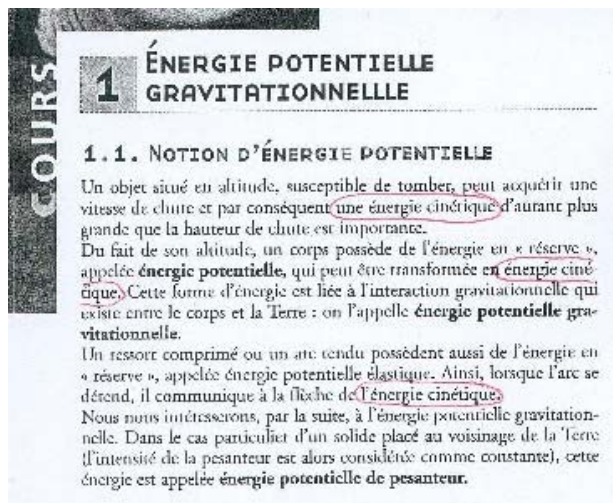 COURS
1
ÉNERGIE POTENTIELLE
GRAVITATIONNELLLE
1.1. NOTION D'ÉNERGIE POTENTIELLE
Un objet situé en altitude, susceptible de tomber, peut acquérir une
vitesse de chute et par conséquent une énergie cinétique d'autant plus
grande que la hauteur de chute est importante.
Du fait de son altitude, un corps possède de l'énergie en « réserve »,
appelée énergie potentielle, qui peut être transformée en énergie ciné-
tique. Cette forme d'énergie est liée à l'interaction gravitationnelle qui
existe entre le corps et la Terre : on l'appelle énergie potentielle gra-
vitationnelle.
Un ressort comprimé ou un arc tendu possèdent aussi de l'énergie en
« réserve », appelée énergie potentielle élastique. Ainsi, lorsque l'arc se
détend, il communique à la flèche de l'énergie cinétique.
Nous nous intéresserons, par la suite, à l'énergie potentielle gravitation-
nelle. Dans le cas particulier d'un solide placé au voisinage de la Terre
(l'intensité de la pesanteur est alors considérée comme constante), cette
énergie est appelée énergie potentielle de pesanteur.